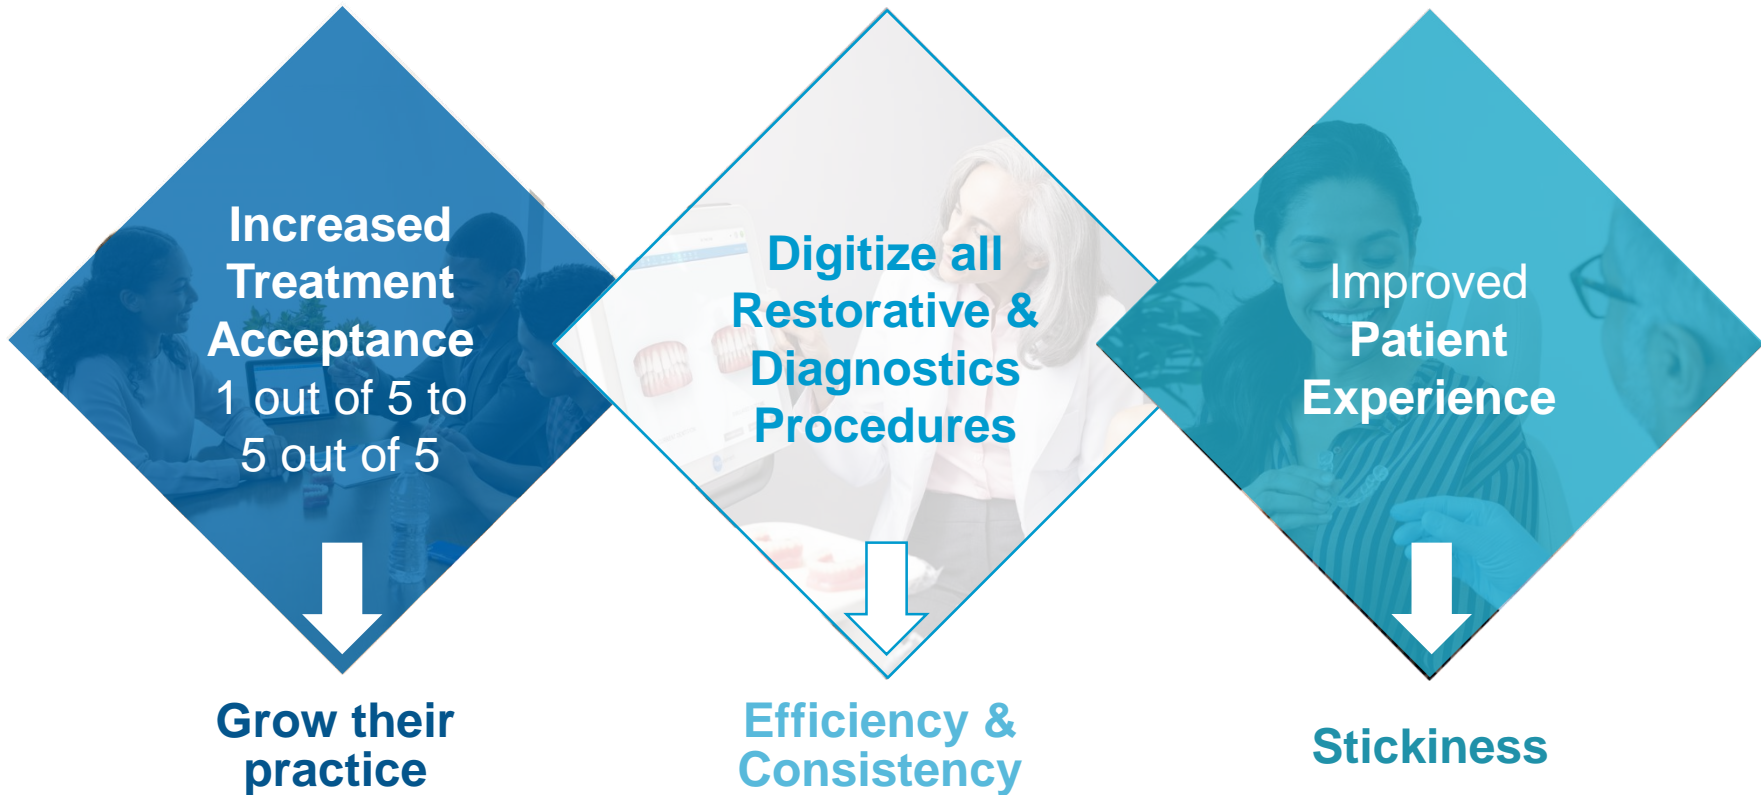 Increased
Treatment
Acceptance
1 out of 5 to
5 out of 5
Grow their
practice
Digitize all
Restorative &
Diagnostics
Procedures
Efficiency &
Consistency
Improved
Patient
Experience
Stickiness